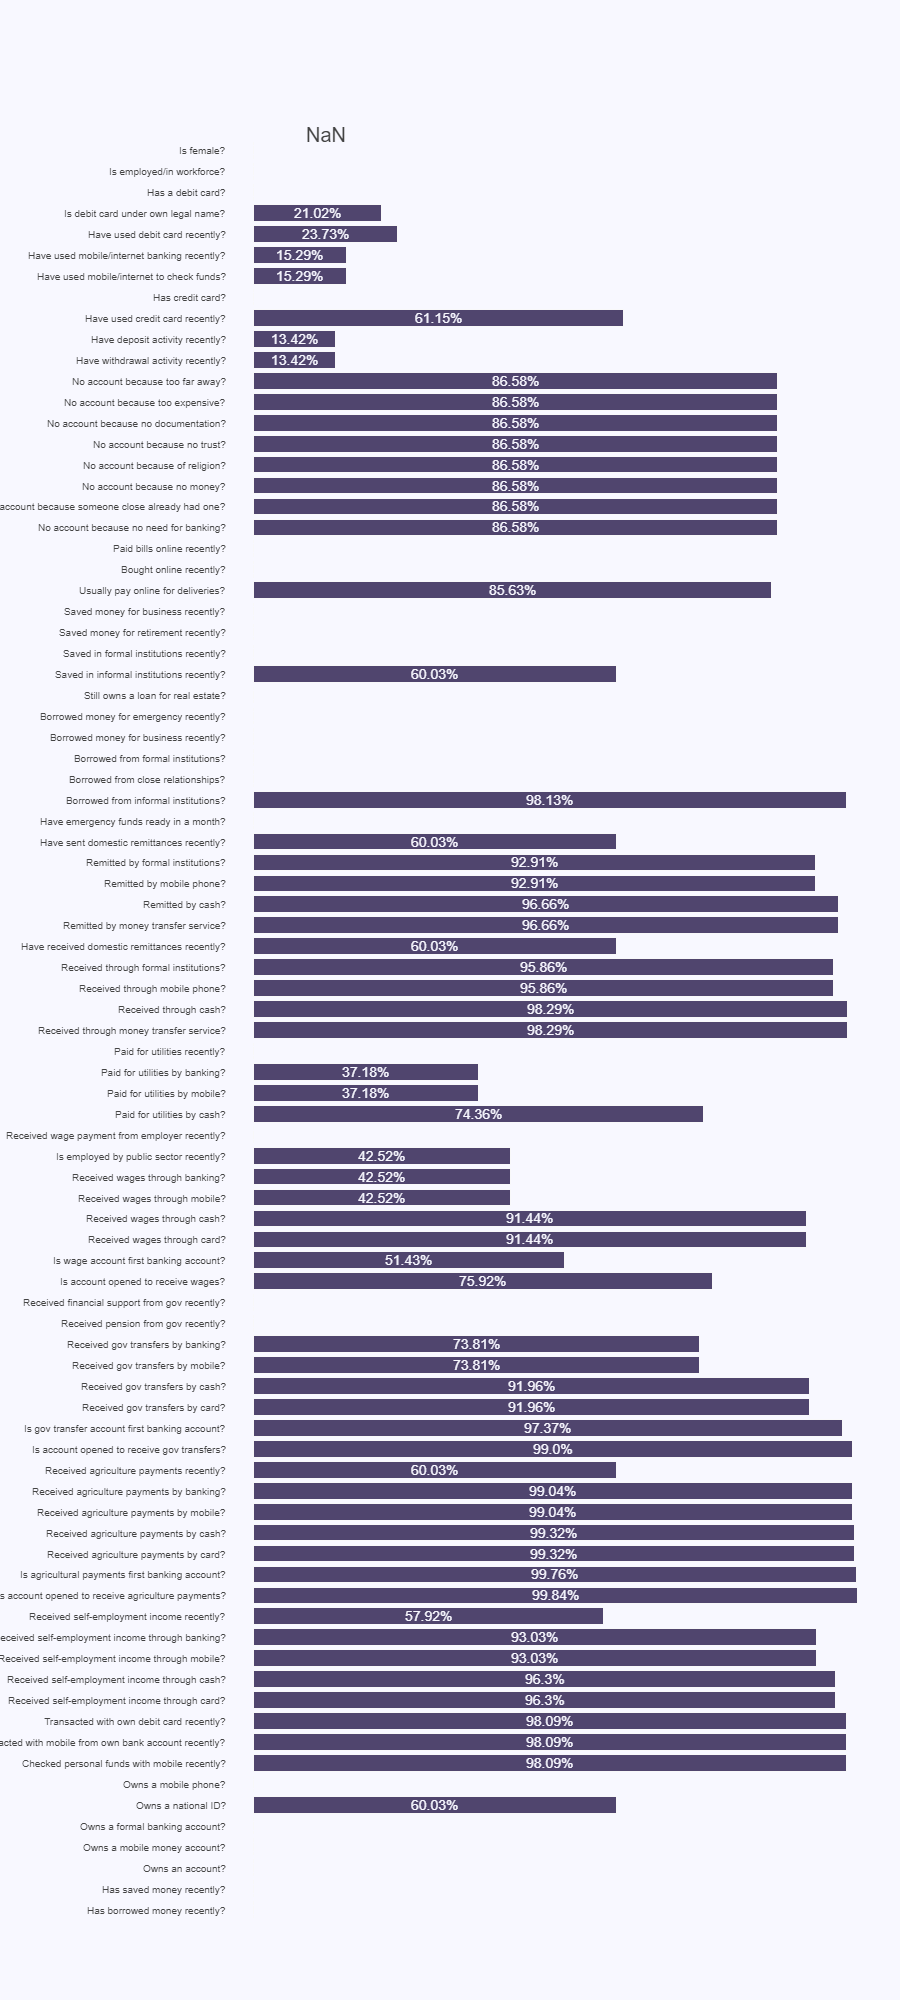 NaN
Is female?
Is employed/in workforce?
Has a debit card?
Is debit card under own legal name? 21.02%
Have used debit card recently? 23.73%
Have used mobile/internet banking recently? 15.29%
Have used mobile/internet to check funds? 15.29%
Has credit card?
Have used credit card recently? 61.15%
Have deposit activity recently? 13.42%
Have withdrawal activity recently? 13.42%
No account because too far away? 86.58%
No account because too expensive? 86.58%
No account because no documentation? 86.58%
No account because no trust? 86.58%
No account because of religion? 86.58%
No account because no money? 86.58%
account because someone close already had one? 86.58%
No account because no need for banking? 86.58%
Paid bills online recently?
Bought online recently?
Usually pay online for deliveries? 85.63%
Saved money for business recently?
Saved money for retirement recently?
Saved in formal institutions recently?
Saved in informal institutions recently? 60.03%
Still owns a loan for real estate?
Borrowed money for emergency recently?
Borrowed money for business recently?
Borrowed from formal institutions?
Borrowed from close relationships?
Borrowed from informal institutions? 98.13%
Have emergency funds ready in a month?
Have sent domestic remittances recently? 60.03%
Remitted by formal institutions? 92.91%
Remitted by mobile phone? 92.91%
Remitted by cash? 96.66%
Remitted by money transfer service? 96.66%
Have received domestic remittances recently? 60.03%
Received through formal institutions? 95.86%
Received through mobile phone? 95.86%
Received through cash? 98.29%
Received through money transfer service? 98.29%
Paid for utilities recently?
Paid for utilities by banking? 37.18%
Paid for utilities by mobile? 37.18%
Paid for utilities by cash? 74.36%
Received wage payment from employer recently?
Is employed by public sector recently? 42.52%
Received wages through banking? 42.52%
Received wages through mobile? 42.52%
Received wages through cash? 91.44%
Received wages through card? 91.44%
Is wage account first banking account? 51.43%
Is account opened to receive wages? 75.92%
Received financial support from gov recently?
Received pension from gov recently?
Received gov transfers by banking? 73.81%
Received gov transfers by mobile? 73.81%
Received gov transfers by cash? 91.96%
Received gov transfers by card? 91.96%
Is gov transfer account first banking account? 97.37%
Is account opened to receive gov transfers? 99.0%
Received agriculture payments recently? 60.03%
Received agriculture payments by banking? 99.04%
Received agriculture payments by mobile? 99.04%
Received agriculture payments by cash? 99.32%
Received agriculture payments by card? 99.32%
Is agricultural payments first banking account? 99.76%
s account opened to receive agriculture payments? 99.84%
Received self-employment income recently? 57.92%
eceived self-employment income through banking? 93.03%
Received self-employment income through mobile? 93.03%
Received self-employment income through cash? 96.3%
Received self-employment income through card? 96.3%
Transacted with own debit card recently? 98.09%
acted with mobile from own bank account recently? 98.09%
Checked personal funds with mobile recently? 98.09%
Owns a mobile phone?
Owns a national ID? 60.03%
Owns a formal banking account?
Owns a mobile money account?
Owns an account?
Has saved money recently?
Has borrowed money recently?